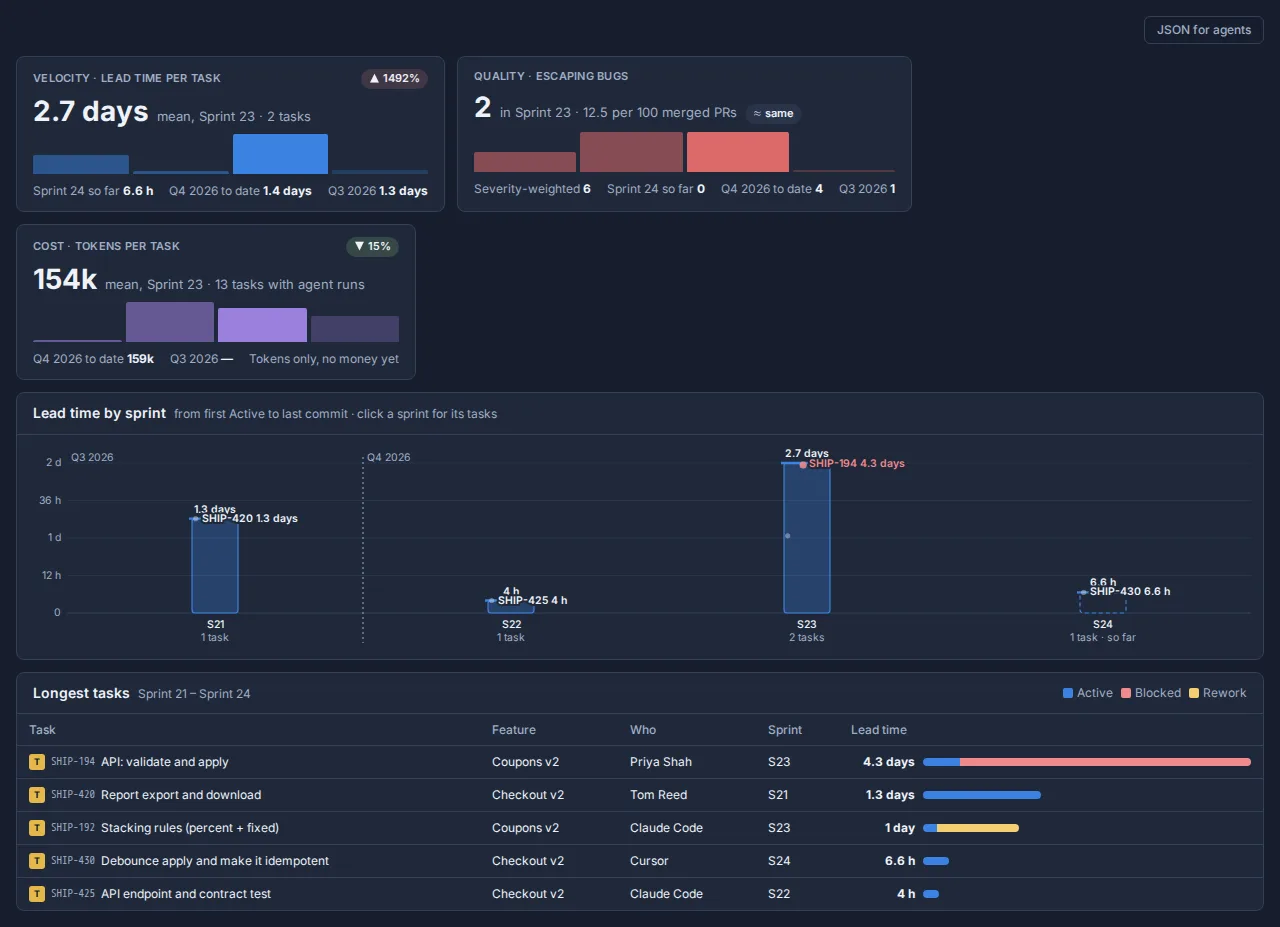 JSON for agents
VELOCITY · LEAD TIME PER TASK
▲ 1492%
2.7 days mean, Sprint 23 · 2 tasks
Sprint 24 so far 6.6 h Q4 2026 to date 1.4 days Q3 2026 1.3 days
QUALITY · ESCAPING BUGS
2 in Sprint 23 · 12.5 per 100 merged PRs ≈ same
Severity-weighted 6 Sprint 24 so far 0 Q4 2026 to date 4 Q3 2026 1
COST · TOKENS PER TASK
▼ 15%
154k mean, Sprint 23 · 13 tasks with agent runs
Q4 2026 to date 159k Q3 2026 — Tokens only, no money yet
Lead time by sprint from first Active to last commit · click a sprint for its tasks
Q3 2026
Q4 2026
2 d
36 h
1 d
12 h
0
1.3 days
SHIP-420 1.3 days
4 h
SHIP-425 4 h
2.7 days
SHIP-194 4.3 days
6.6 h
SHIP-430 6.6 h
S21
1 task
S22
1 task
S23
2 tasks
S24
1 task · so far
Longest tasks Sprint 21 – Sprint 24
Active Blocked Rework
Task Feature Who Sprint Lead time
T SHIP-194 API: validate and apply Coupons v2 Priya Shah S23 4.3 days
T SHIP-420 Report export and download Checkout v2 Tom Reed S21 1.3 days
T SHIP-192 Stacking rules (percent + fixed) Coupons v2 Claude Code S23 1 day
T SHIP-430 Debounce apply and make it idempotent Checkout v2 Cursor S24 6.6 h
T SHIP-425 API endpoint and contract test Checkout v2 Claude Code S22 4 h